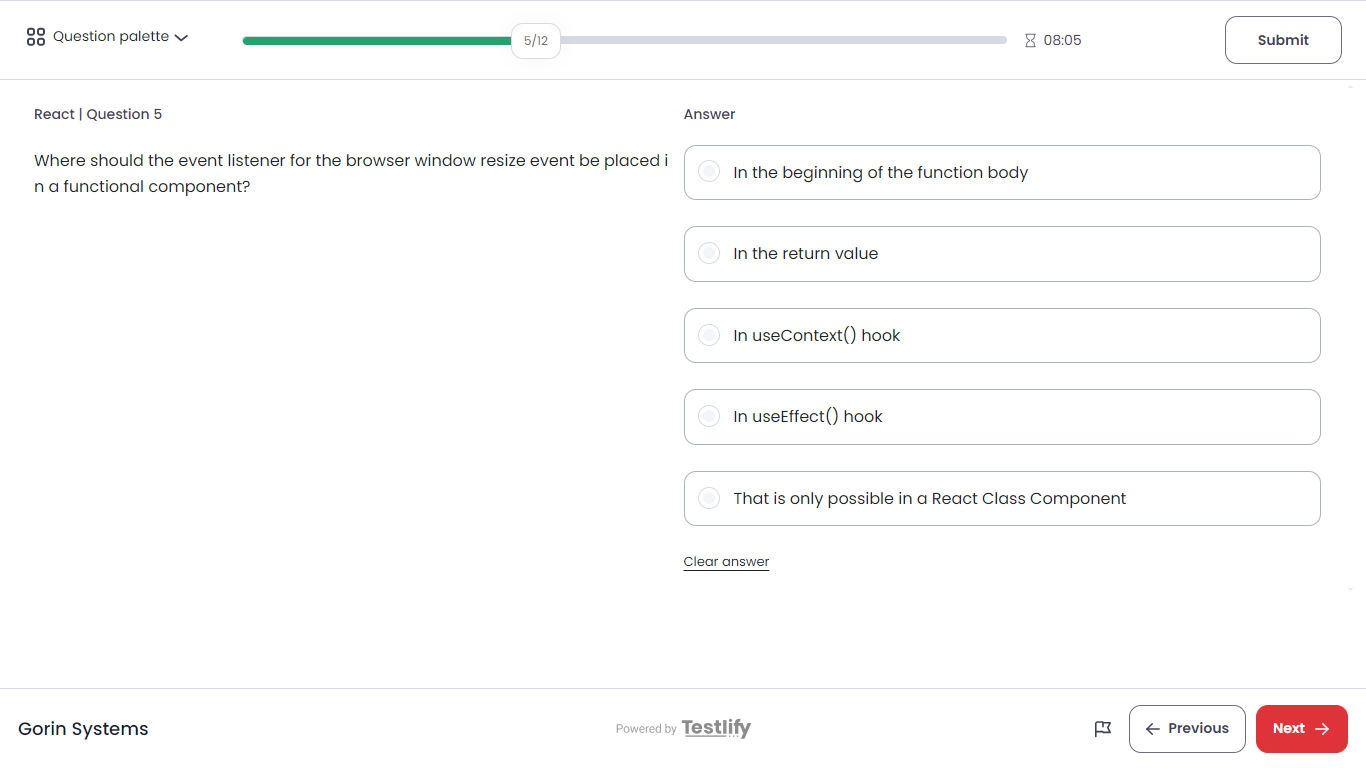 Question palette
5/12
08:05
Submit
React | Question 5
Where should the event listener for the browser window resize event be placed i
n a functional component?
Answer
In the beginning of the function body
In the return value
In useContext() hook
In useEffect() hook
That is only possible in a React Class Component
Clear answer
Gorin Systems
Powered by Testlify
Previous
Next